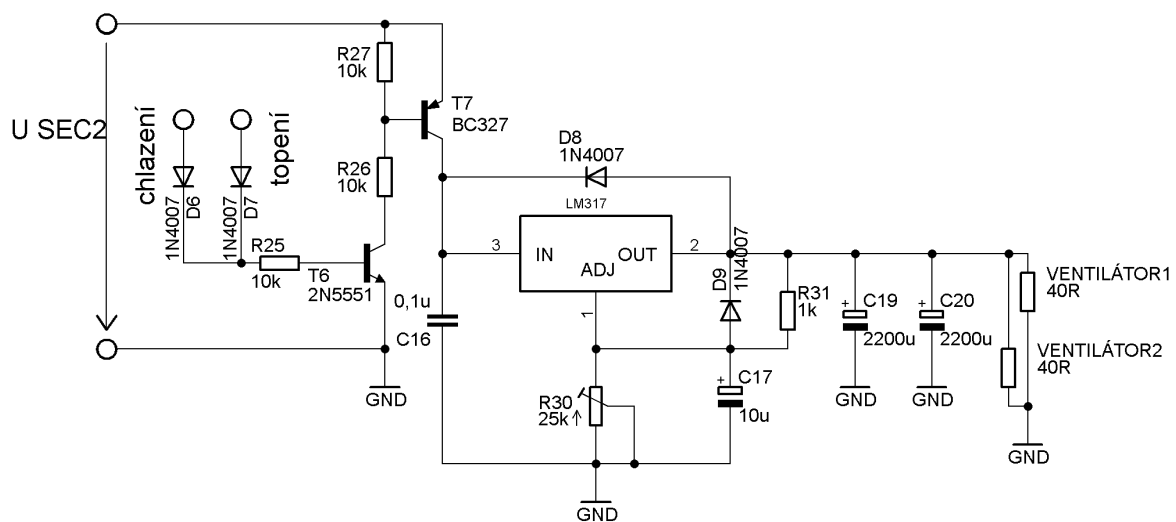 U SEC2
chlazení
topení
1N4007
D6
1N4007
D7
R25
10k
T6
2N5551
R27
10k
R26
10k
T7
BC327
GND
0,1u
C16
D8
1N4007
LM317
3
IN
OUT
ADJ
2
1
D9
1N4007
R31
1k
R30
25k
+
C17
10u
GND
+
C19
2200u
GND
+
C20
2200u
GND
VENTILÁTOR1
40R
VENTILÁTOR2
40R
GND